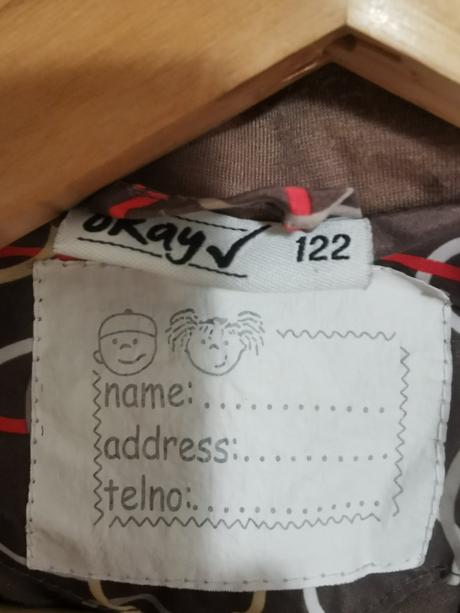 okay✓ 122
name:...........
address:..........
telno:...........